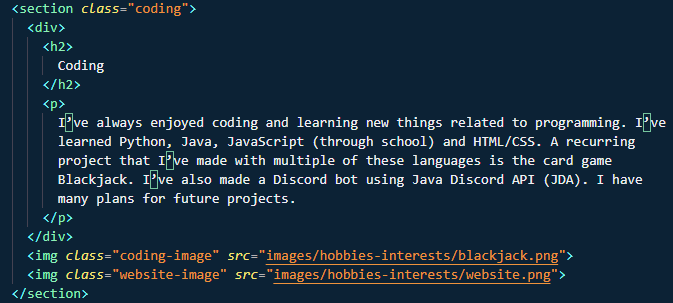 <section class="coding">
<div>
<h2>
Coding
</h2>
<p>
I’ve always enjoyed coding and learning new things related to programming. I’ve
learned Python, Java, JavaScript (through school) and HTML/CSS. A recurring
project that I’ve made with multiple of these languages is the card game
Blackjack. I’ve also made a Discord bot using Java Discord API (JDA). I have
many plans for future projects.
</p>
</div>
<img class="coding-image" src="images/hobbies-interests/blackjack.png">
<img class="website-image" src="images/hobbies-interests/website.png">
</section>